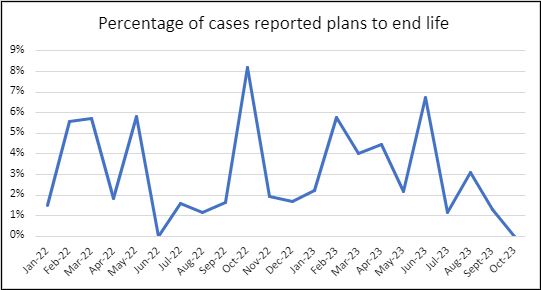 Percentage of cases reported plans to end life
9%
8%
7%
6%
5%
4%
3%
2%
1%
0%
Jan-22
Feb-22
Mar-22
Apr-22
May-22
Jun-22
Jul-22
Aug-22
Sep-22
Oct-22
Nov-22
Dec-22
Jan-23
Feb-23
Mar-23
Apr-23
May-23
Jun-23
Jul-23
Aug-23
Sept-23
Oct-23